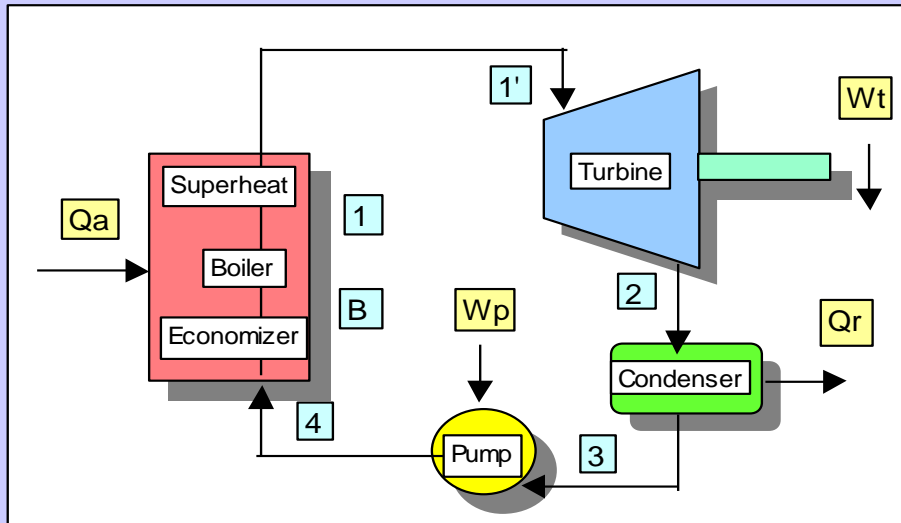 1'
Wt
Superheat
Turbine
Qa
1
Boiler
2
B
Wp
Qr
Economizer
Condenser
4
Pump
3